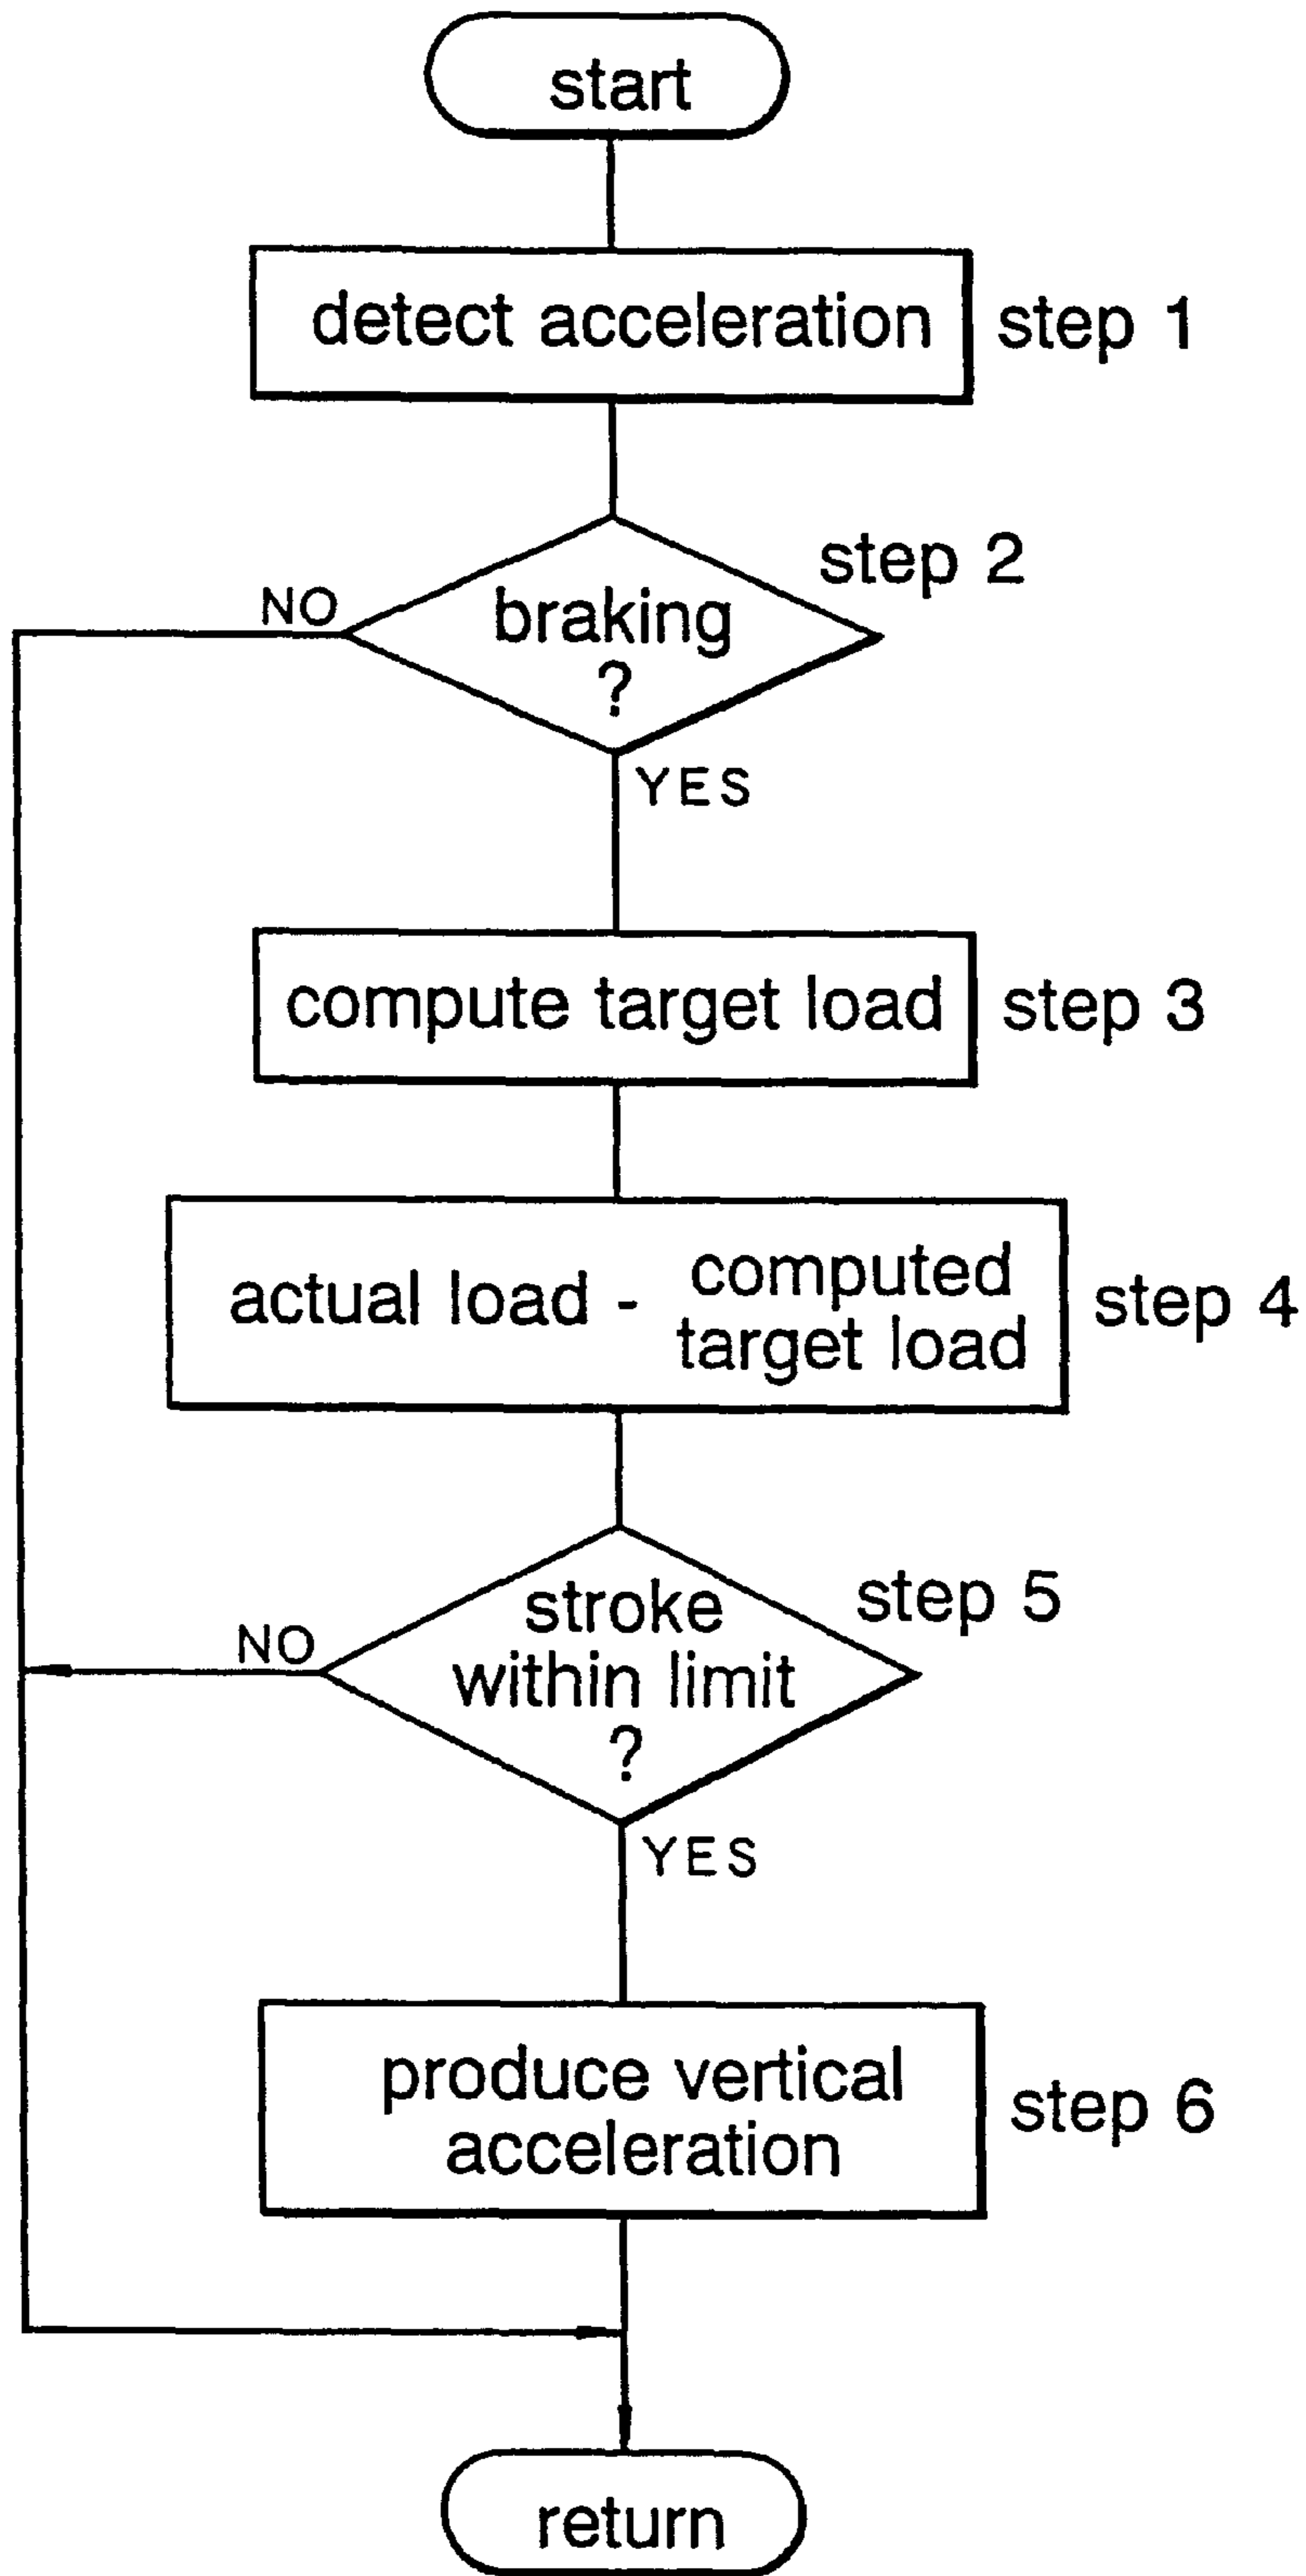 start
detect acceleration
step 1
step 2
NO
braking
?
YES
compute target load
step 3
actual load - computed
target load
step 4
step 5
NO
stroke
within limit
?
YES
produce vertical
acceleration
step 6
return